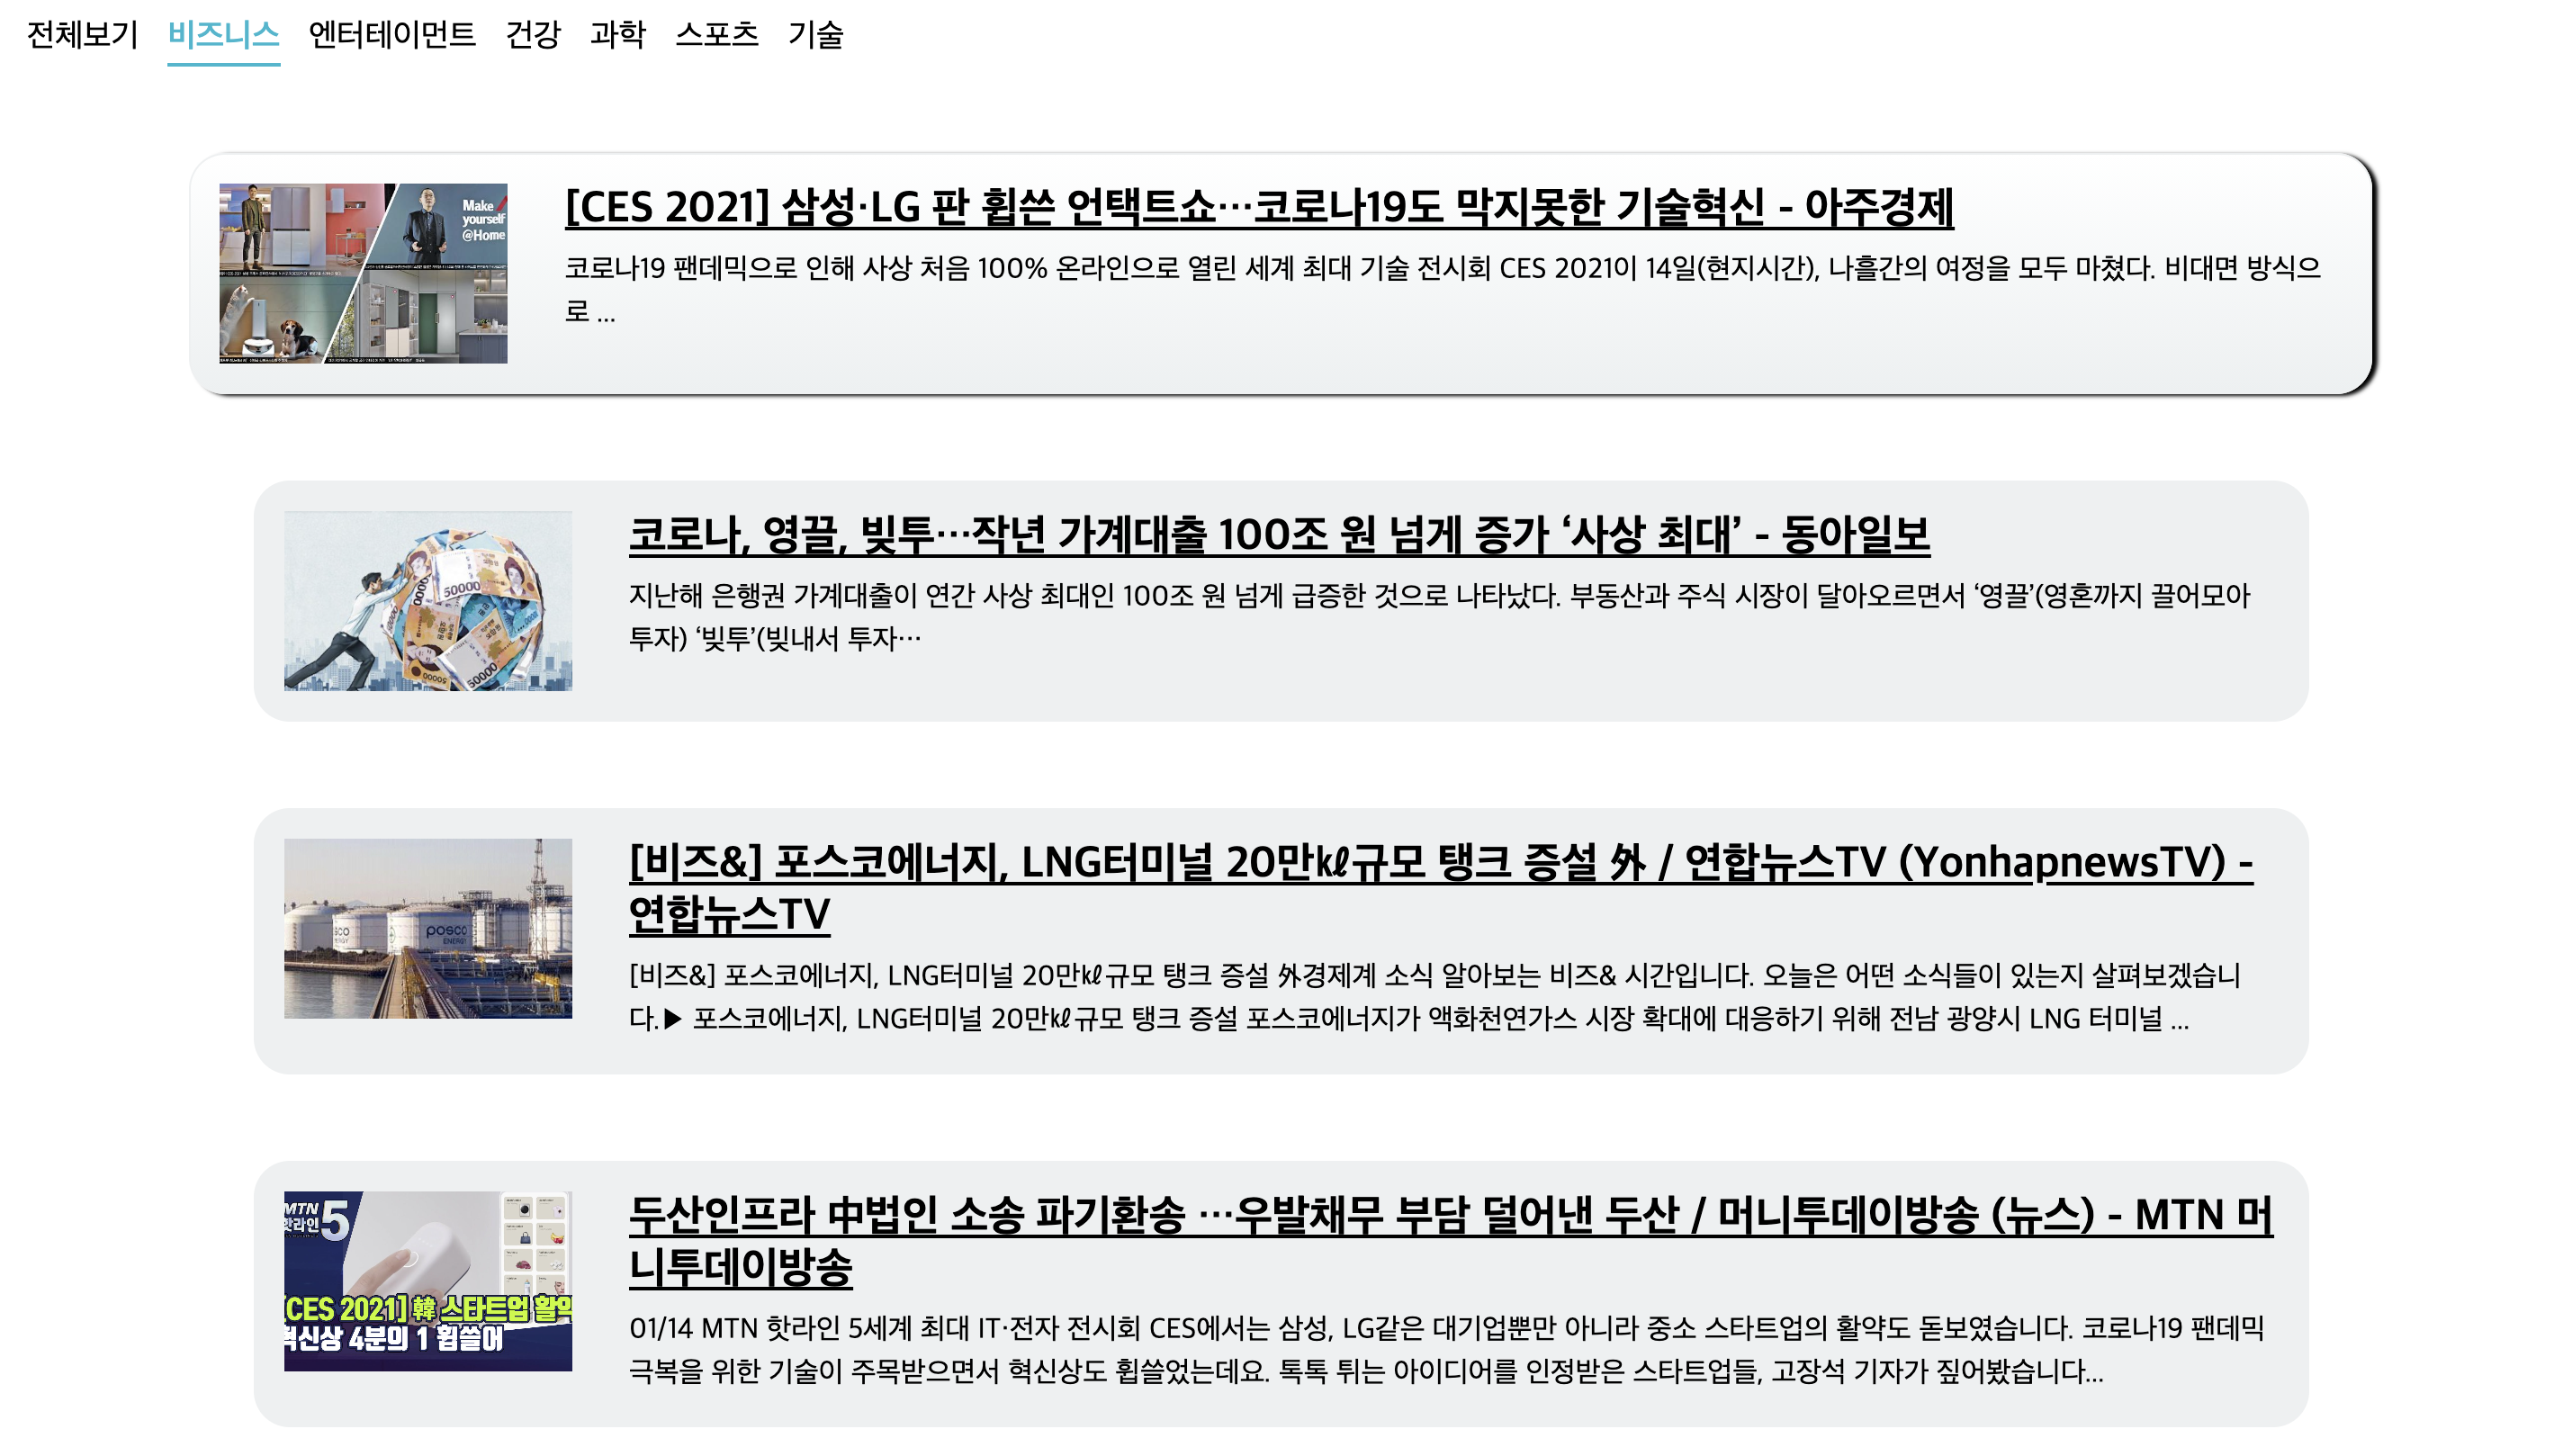 전체보기 비즈니스 엔터테이먼트 건강 과학 스포츠 기술
Make
yourself
@Home
[CES 2021] 삼성·LG 판 휩쓴 언택트쇼…코로나19도 막지못한 기술혁신 - 아주경제
코로나19 팬데믹으로 인해 사상 처음 100% 온라인으로 열린 세계 최대 기술 전시회 CES 2021이 14일(현지시간), 나흘간의 여정을 모두 마쳤다. 비대면 방식으
로 ...
50000
50000
50000
코로나, 영끌, 빚투…작년 가계대출 100조 원 넘게 증가 ‘사상 최대’ - 동아일보
지난해 은행권 가계대출이 연간 사상 최대인 100조 원 넘게 급증한 것으로 나타났다. 부동산과 주식 시장이 달아오르면서 ‘영끌’(영혼까지 끌어모아
투자) ‘빚투’(빚내서 투자…
posco
ENERGY
[비즈&] 포스코에너지, LNG터미널 20만㎘규모 탱크 증설 外 / 연합뉴스TV (YonhapnewsTV) -
연합뉴스TV
[비즈&] 포스코에너지, LNG터미널 20만㎘규모 탱크 증설 外경제계 소식 알아보는 비즈& 시간입니다. 오늘은 어떤 소식들이 있는지 살펴보겠습니
다.▶ 포스코에너지, LNG터미널 20만㎘규모 탱크 증설 포스코에너지가 액화천연가스 시장 확대에 대응하기 위해 전남 광양시 LNG 터미널 ...
MTN
핫라인 5
[CES 2021] 韓 스타트업 활약
혁신상 4분의 1 휩쓸어
두산인프라 中법인 소송 파기환송 …우발채무 부담 덜어낸 두산 / 머니투데이방송 (뉴스) - MTN 머
니투데이방송
01/14 MTN 핫라인 5세계 최대 IT·전자 전시회 CES에서는 삼성, LG같은 대기업뿐만 아니라 중소 스타트업의 활약도 돋보였습니다. 코로나19 팬데믹
극복을 위한 기술이 주목받으면서 혁신상도 휩쓸었는데요. 톡톡 튀는 아이디어를 인정받은 스타트업들, 고장석 기자가 짚어봤습니다...